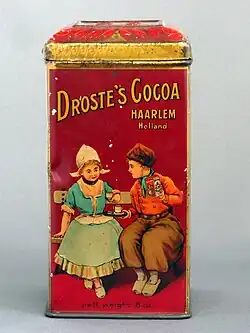 DROSTE'S COCOA
HAARLEM
Holland
nett weight 8 oz